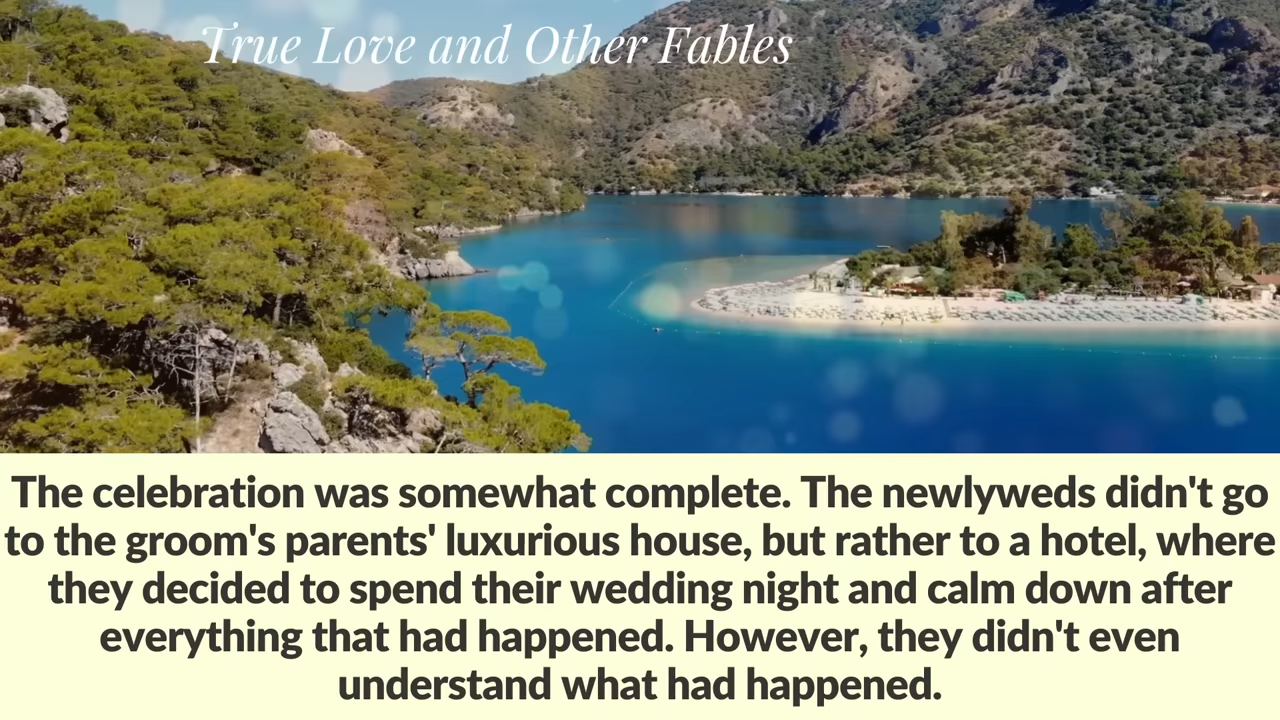 True Love and Other Fables
The celebration was somewhat complete. The newlyweds didn't go
to the groom's parents' luxurious house, but rather to a hotel, where
they decided to spend their wedding night and calm down after
everything that had happened. However, they didn't even
understand what had happened.